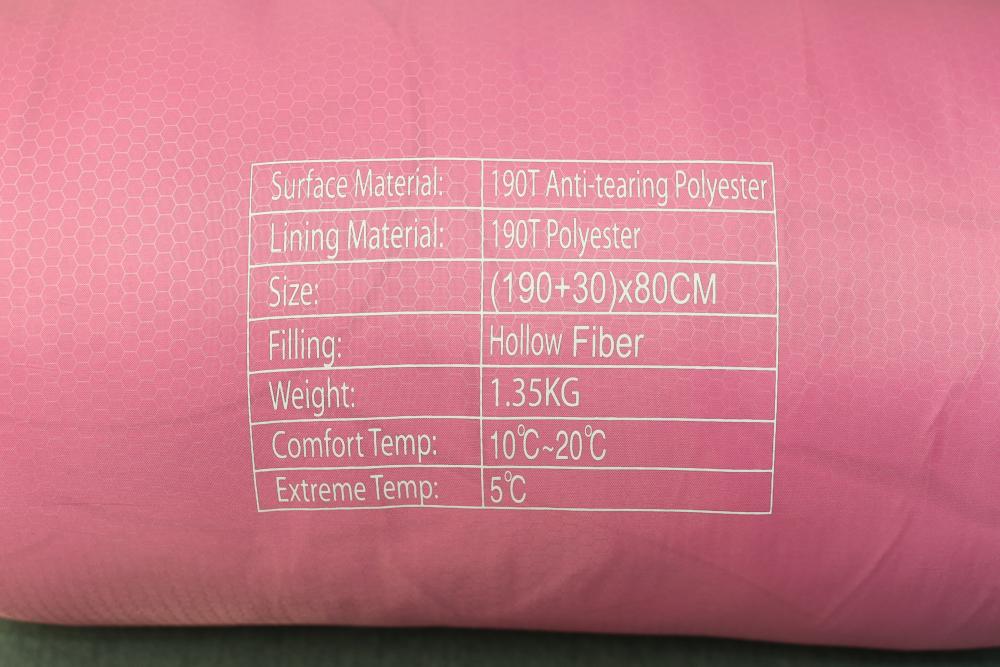 Surface Material: 190T Anti-tearing Polyester
Lining Material: 190T Polyester
Size: (190+30)x80CM
Filling: Hollow Fiber
Weight: 1.35KG
Comfort Temp: 10℃~20℃
Extreme Temp: 5℃